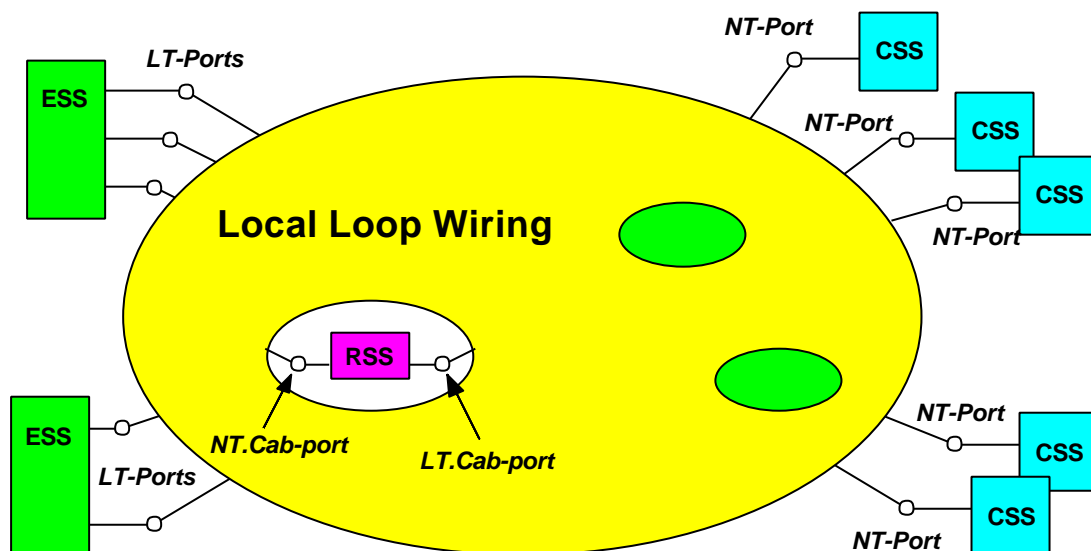 NT-Port
CSS
LT-Ports
ESS
NT-Port
CSS
CSS
NT-Port
Local Loop Wiring
RSS
NT.Cab-port
LT.Cab-port
ESS
LT-Ports
NT-Port
CSS
CSS
NT-Port